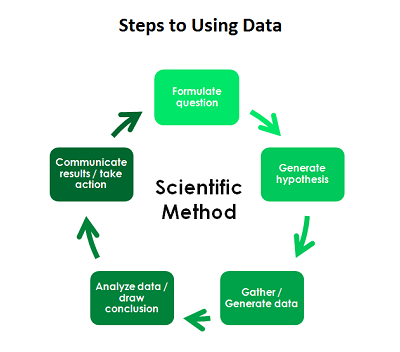 Steps to Using Data
Formulate
question
Generate
hypothesis
Gather /
Generate data
Analyze data /
draw
conclusion
Communicate
results / take
action
Scientific
Method